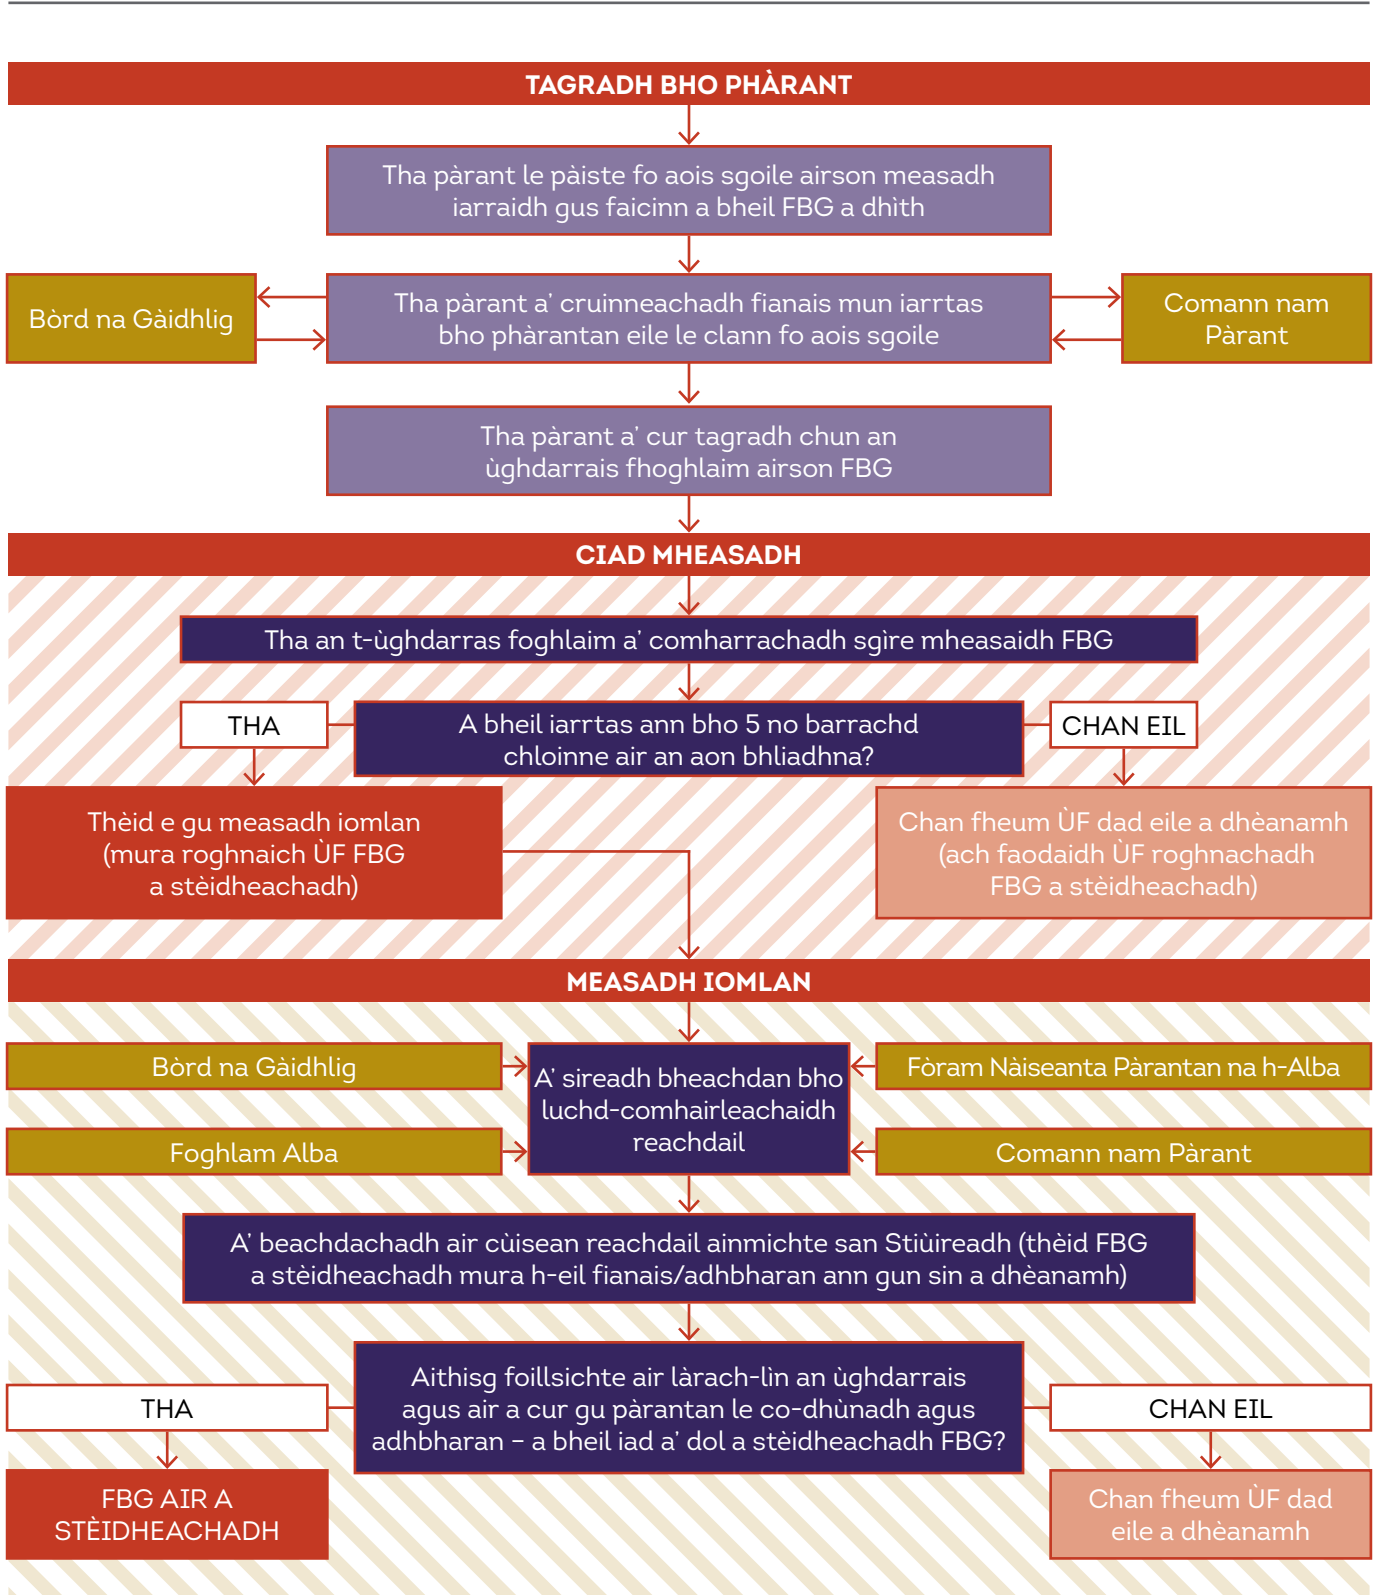 TAGRADH BHO PHÀRANT
Tha pàrant le pàiste fo aois sgoile airson measadh
iarraidh gus faicinn a bheil FBG a dhìth
Bòrd na Gàidhlig
Tha pàrant a’ cruinneachadh fianais mun iarrtas
bho phàrantan eile le clann fo aois sgoile
Comann nam
Pàrant
Tha pàrant a’ cur tagradh chun an
ùghdarrais fhoghlaim airson FBG
CIAD MHEASADH
Tha an t-ùghdarras foghlaim a’ comharrachadh sgìre mheasaidh FBG
THA
A bheil iarrtas ann bho 5 no barrachd
chloinne air an aon bhliadhna?
CHAN EIL
Thèid e gu measadh iomlan
(mura roghnaich ÙF FBG
a stèidheachadh)
Chan fheum ÙF dad eile a dhèanamh
(ach faodaidh ÙF roghnachadh
FBG a stèidheachadh)
MEASADH IOMLAN
Bòrd na Gàidhlig
Foghlam Alba
A’ sireadh bheachdan bho
luchd-comhairleachaidh
reachdail
Fòram Nàiseanta Pàrantan na h-Alba
Comann nam Pàrant
A’ beachdachadh air cùisean reachdail ainmichte san Stiùireadh (thèid FBG
a stèidheachadh mura h-eil fianais/adhbharan ann gun sin a dhèanamh)
THA
Aithisg foillsichte air làrach-lìn an ùghdarrais
agus air a cur gu pàrantan le co-dhùnadh agus
adhbharan – a bheil iad a’ dol a stèidheachadh FBG?
CHAN EIL
FBG AIR A
STÈIDHEACHADH
Chan fheum ÙF dad
eile a dhèanamh